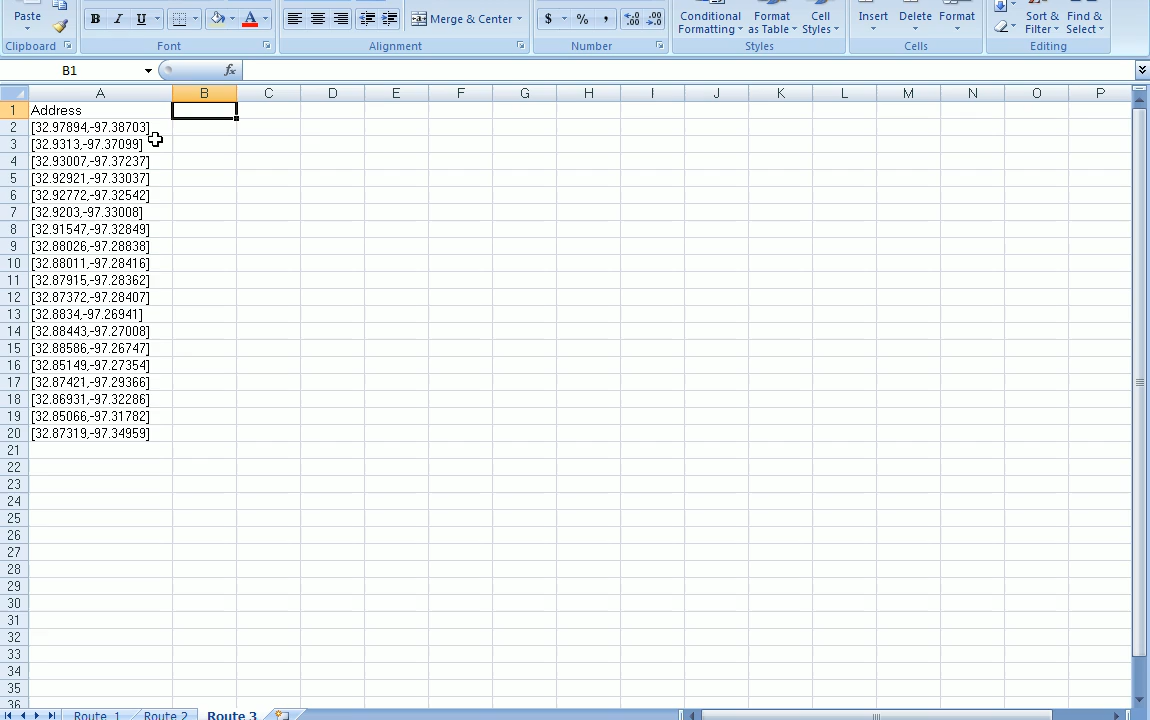 Paste
B I U A
Merge & Center
$ % ,
.00 .0
Conditional Formatting
Format as Table
Cell Styles
Insert Delete Format
Sort & Filter
Find & Select
Clipboard Font Alignment Number Styles Cells Editing
B1 fx
A B C D E F G H I J K L M N O P
1 Address
2 [32.97894,-97.38703]
3 [32.9313,-97.37099]
4 [32.93007,-97.37237]
5 [32.92921,-97.33037]
6 [32.92772,-97.32542]
7 [32.9203,-97.33008]
8 [32.91547,-97.32849]
9 [32.88026,-97.28838]
10 [32.88011,-97.28416]
11 [32.87915,-97.28362]
12 [32.87372,-97.28407]
13 [32.8834,-97.26941]
14 [32.88443,-97.27008]
15 [32.88586,-97.26747]
16 [32.85149,-97.27354]
17 [32.87421,-97.29366]
18 [32.86931,-97.32286]
19 [32.85066,-97.31782]
20 [32.87319,-97.34959]
21
22
23
24
25
26
27
28
29
30
31
32
33
34
35
36
Route 1 Route 2 Route 3